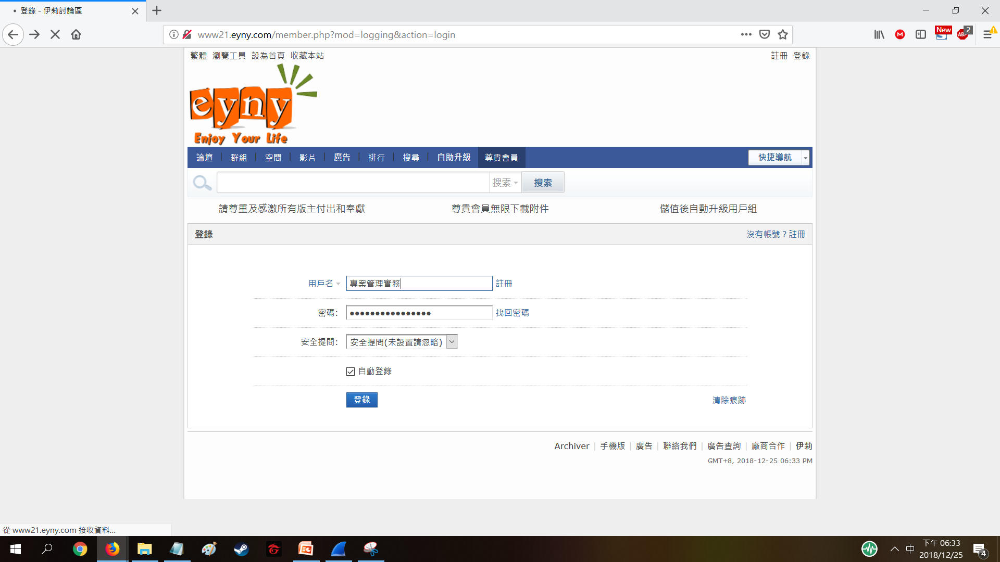 登錄 - 伊莉討論區
www21.eyny.com/member.php?mod=logging&action=login
New
ABP
2
繁體 瀏覽工具 設為首頁 收藏本站
註冊 登錄
eyny
Enjoy Your Life
論壇 | 群組 | 空間 | 影片 | 廣告 | 排行 | 搜尋 | 自助升級 尊貴會員
快捷導航
搜索 搜索
請尊重及感激所有版主付出和奉獻 尊貴會員無限下載附件 儲值後自動升級用戶組
登錄 沒有帳號？註冊
用戶名 專案管理實務 註冊
密碼: ●●●●●●●●●●●●●●●● 找回密碼
安全提問: 安全提問(未設置請忽略)
自動登錄
登錄 清除痕跡
Archiver | 手機版 | 廣告 | 聯絡我們 | 廣告查詢 | 廠商合作 | 伊莉
GMT+8, 2018-12-25 06:33 PM
從 www21.eyny.com 接收資料...
中
下午 06:33
2018/12/25
4